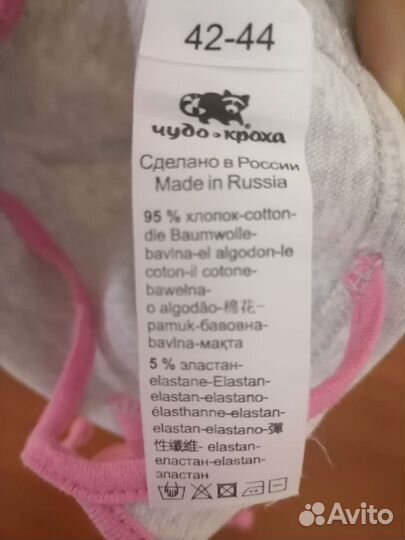 42-44
чудо-кроха
Сделано в России
Made in Russia
95 % хлопок-cotton-
die Baumwolle-
bavlna-el algodon-le
coton-il cotone-
bawełna-
o algodão-棉花-
pamuk-бавовна-
bavlna-мақта
5 % эластан-
elastane-Elastan-
elastan-elastano-
élasthanne-elastan-
elastan-elastano-彈
性纖維- elastan-
еластан-elastan-
эластан
Avito